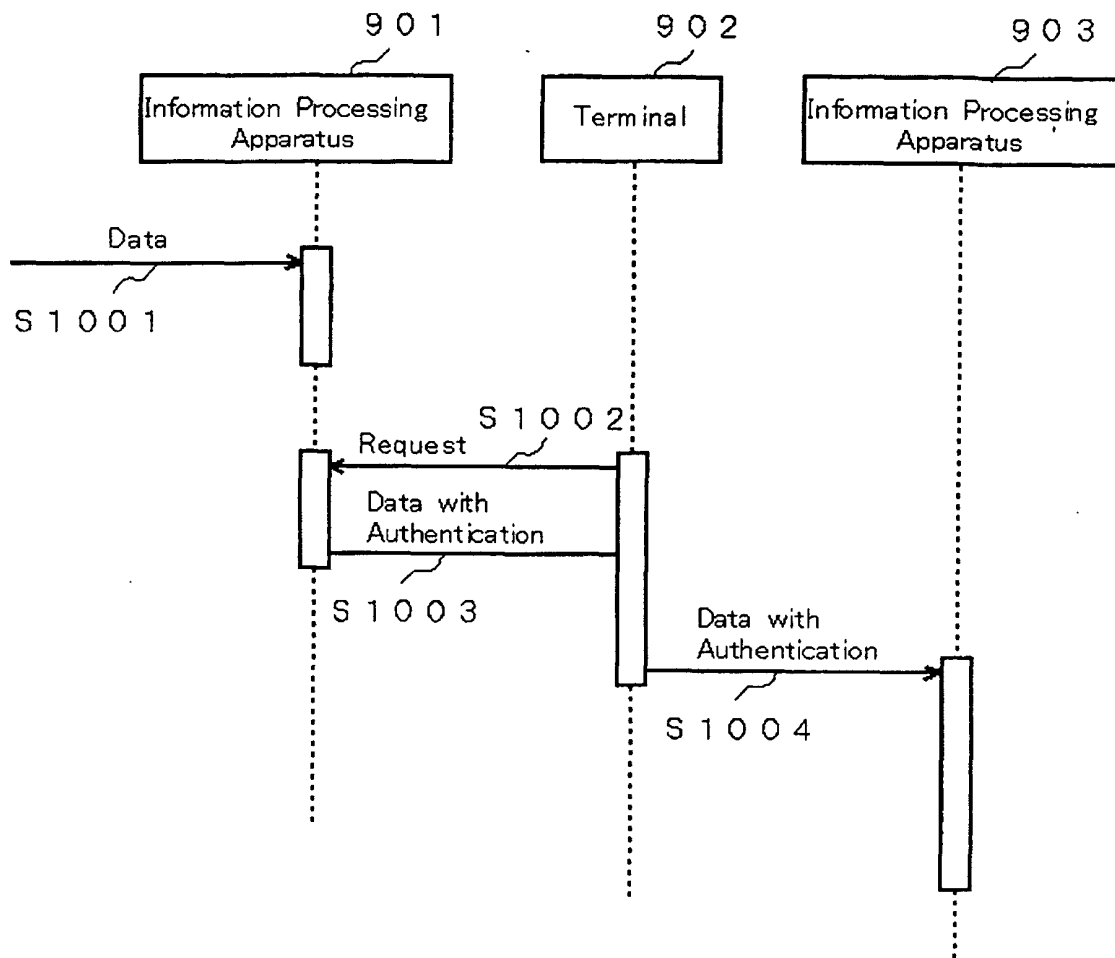 901
902
903
Information Processing
Apparatus
Terminal
Information Processing
Apparatus
Data
S1001
S1002
Request
Data with
Authentication
S1003
Data with
Authentication
S1004